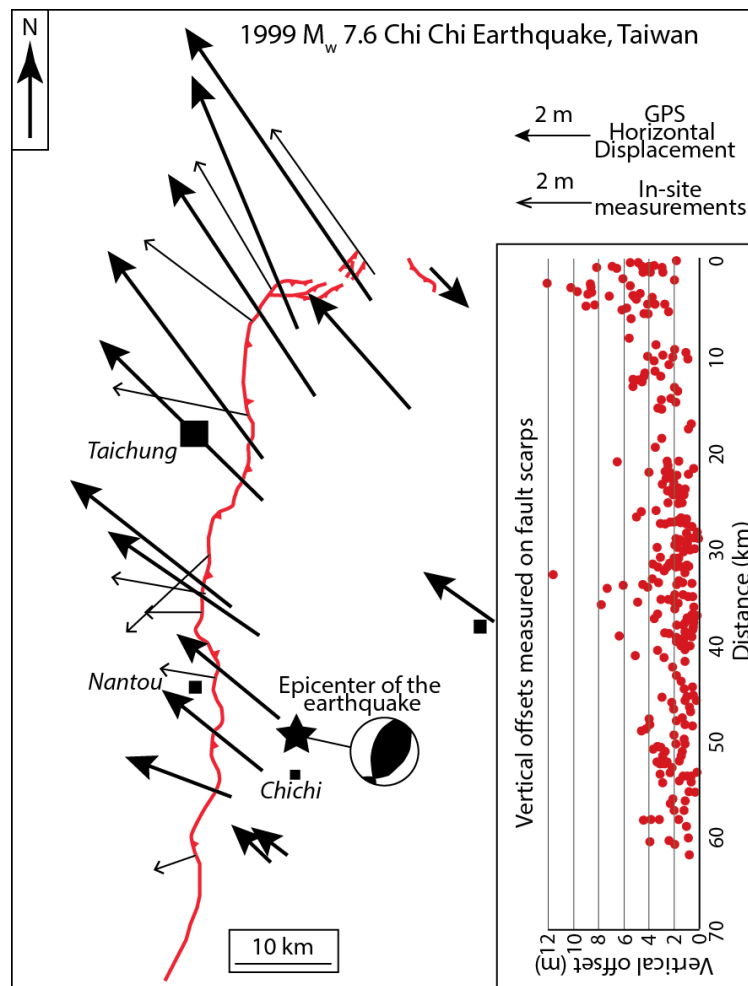 N
1999 Mw 7.6 Chi Chi Earthquake, Taiwan
2 m
GPS
Horizontal
Displacement
2 m
In-site
measurements
Taichung
Nantou
Epicenter of the
earthquake
Chichi
10 km
Vertical offsets measured on fault scarps
0
10
20
30
40
50
60
70
Distance (km)
12
10
8
6
4
2
0
Vertical offset
(m)